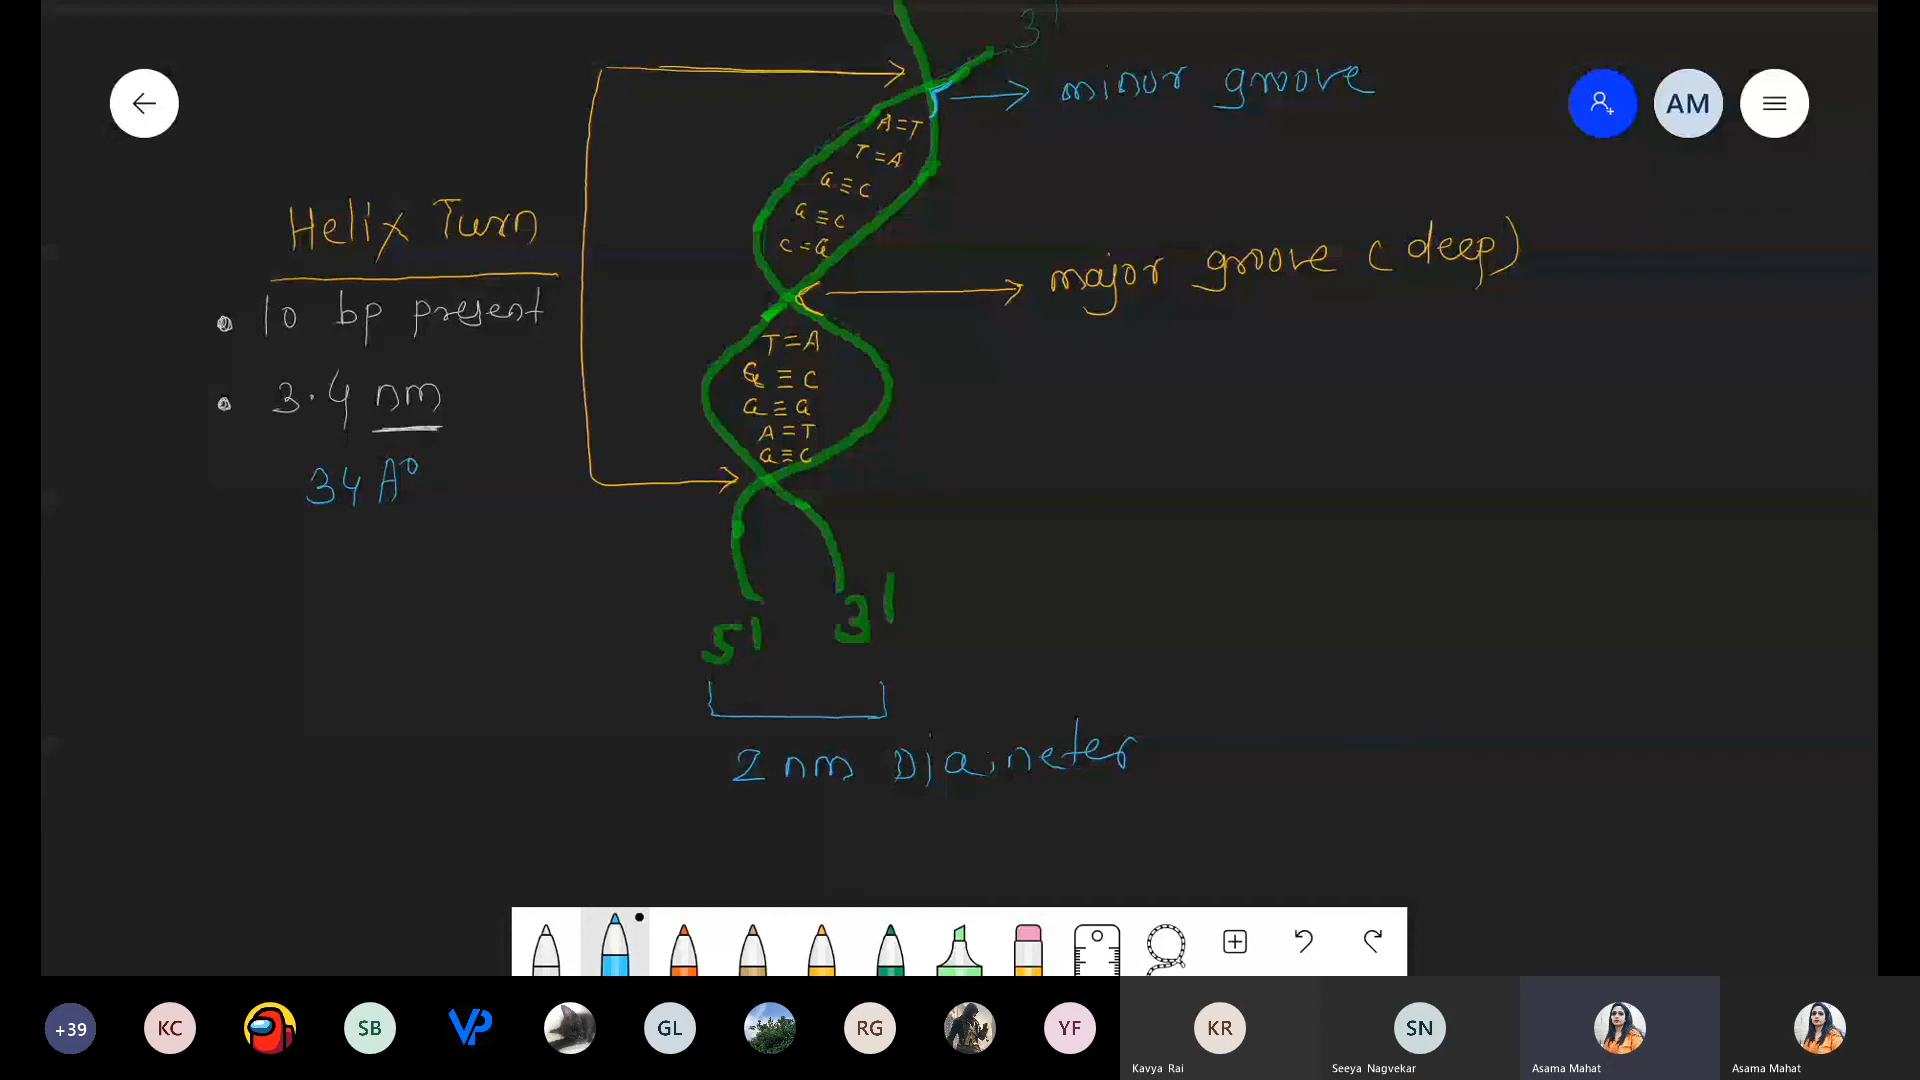 3'
minor groove
AM
A=T
T=A
G≡C
G≡C
C=G
Helix Turn
major groove (deep)
10 bp present
T=A
G≡C
3.4 nm
G≡G
A=T
G≡C
34 A°
5' 3'
2 nm Diameter
+39 KC SB VP GL RG YF KR SN
Kavya Rai Seeya Nagvekar Asama Mahat Asama Mahat